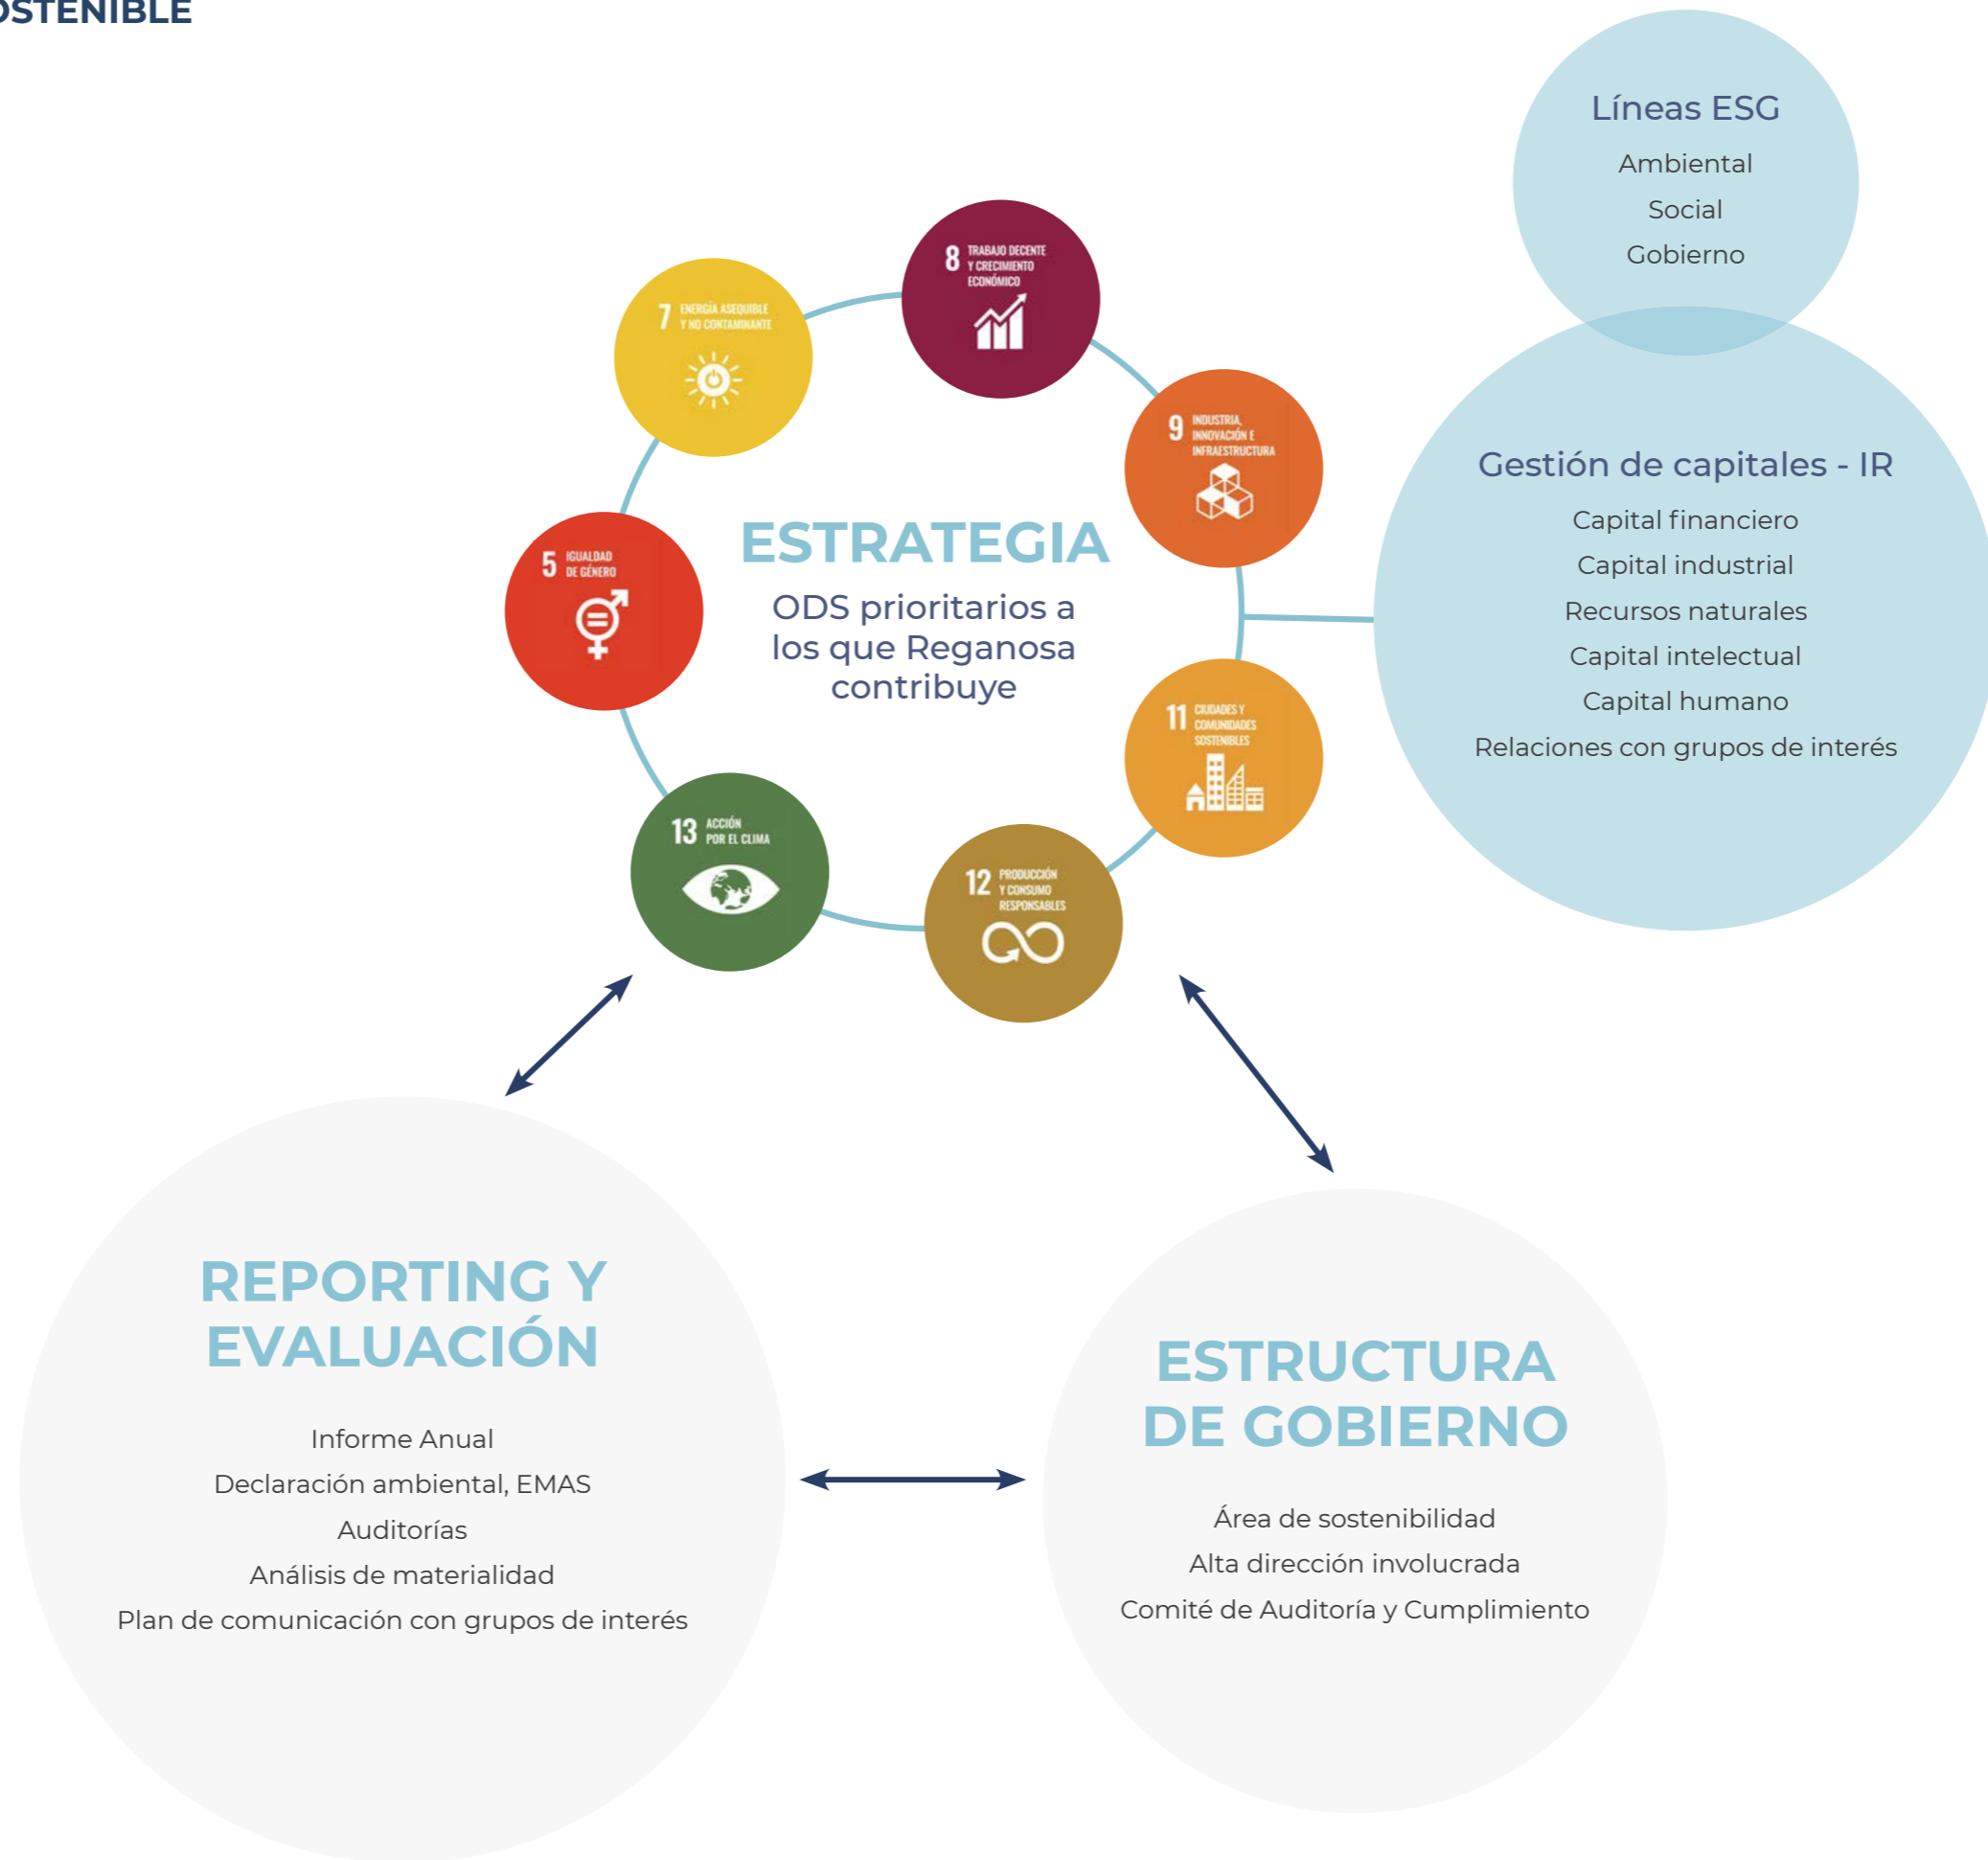 OSTENIBLE
Líneas ESG
Ambiental
Social
Gobierno
8 TRABAJO DECENTE
Y CRECIMIENTO
ECONÓMICO
7 ENERGÍA ASEQUIBLE
Y NO CONTAMINANTE
9 INDUSTRIA,
INNOVACIÓN E
INFRAESTRUCTURA
Gestión de capitales - IR
Capital financiero
Capital industrial
Recursos naturales
Capital intelectual
Capital humano
Relaciones con grupos de interés
ESTRATEGIA
ODS prioritarios a
los que Reganosa
contribuye
5 IGUALDAD
DE GÉNERO
11 CIUDADES Y
COMUNIDADES
SOSTENIBLES
13 ACCIÓN
POR EL CLIMA
12 PRODUCCIÓN
Y CONSUMO
RESPONSABLES
REPORTING Y
EVALUACIÓN
Informe Anual
Declaración ambiental, EMAS
Auditorías
Análisis de materialidad
Plan de comunicación con grupos de interés
ESTRUCTURA
DE GOBIERNO
Área de sostenibilidad
Alta dirección involucrada
Comité de Auditoría y Cumplimiento